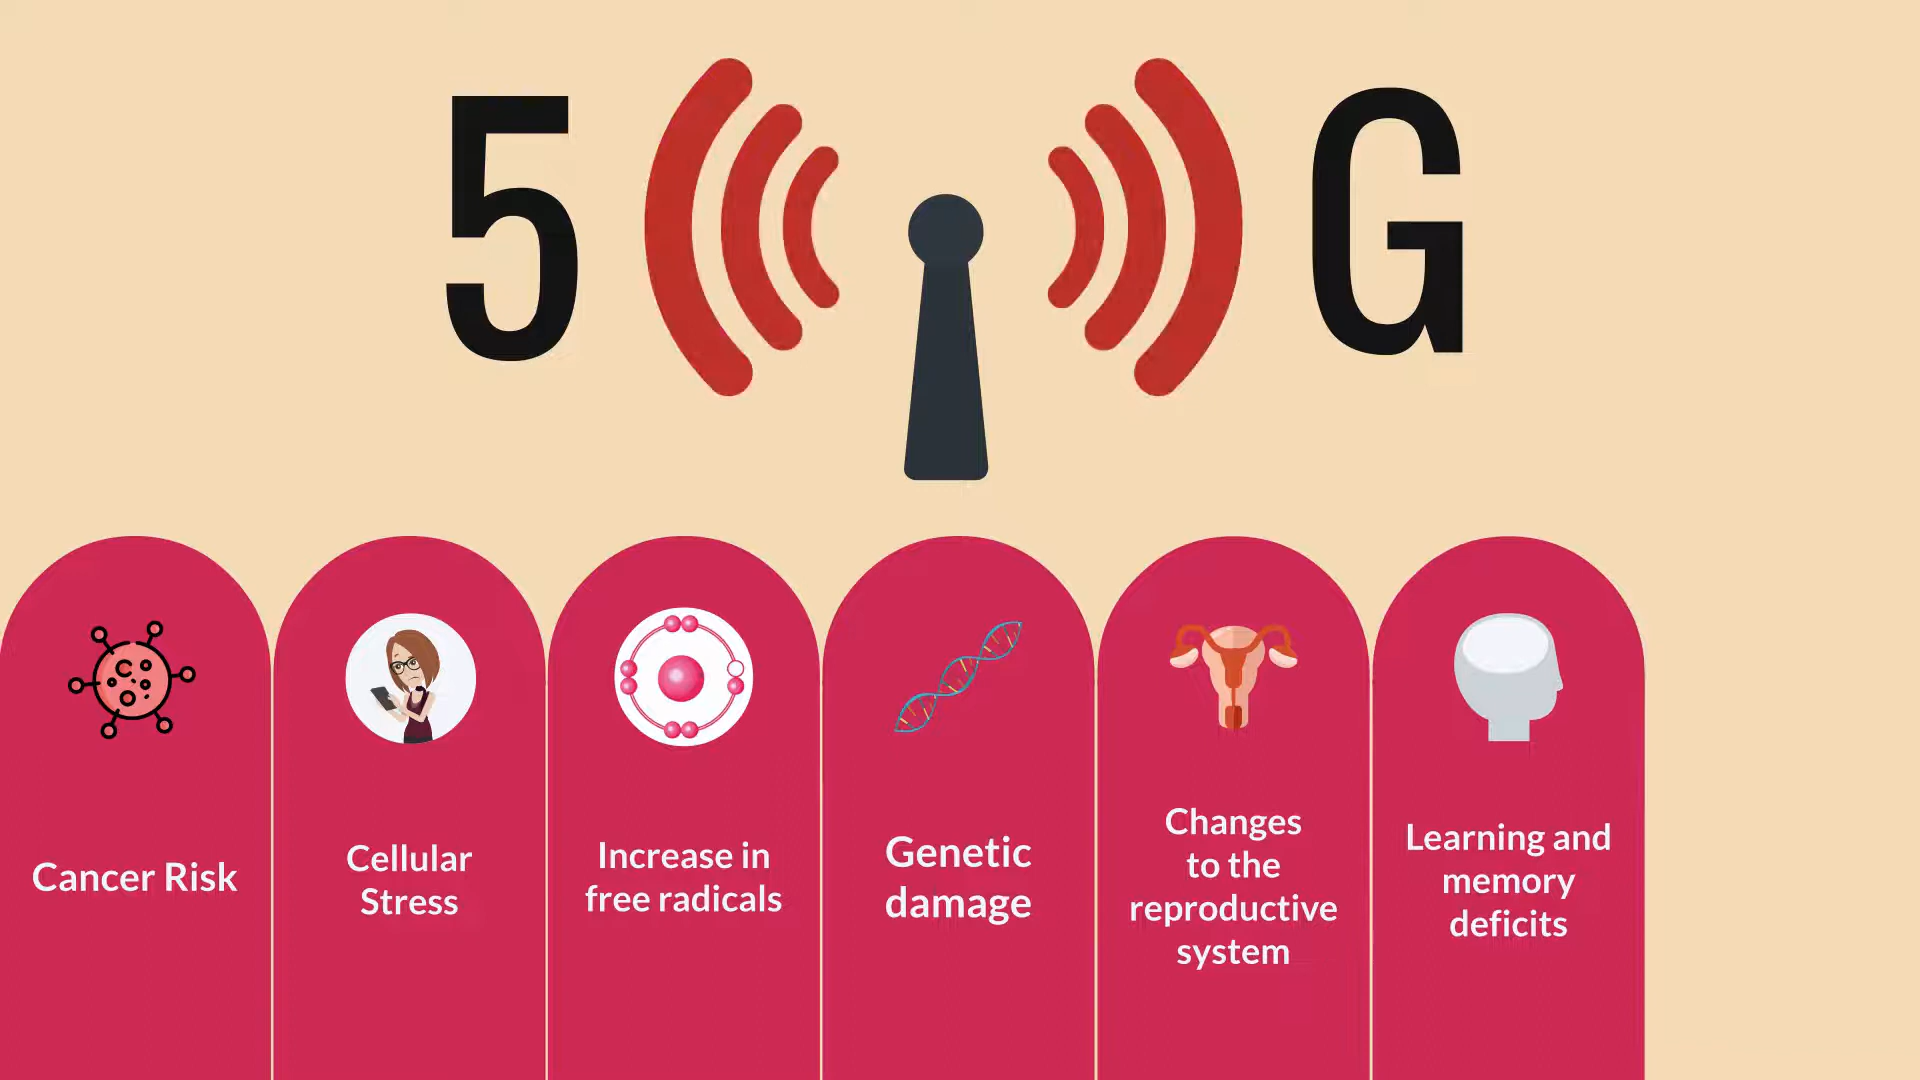 5 G
Cancer Risk
Cellular
Stress
Increase in
free radicals
Genetic
damage
Changes
to the
reproductive
system
Learning and
memory
deficits